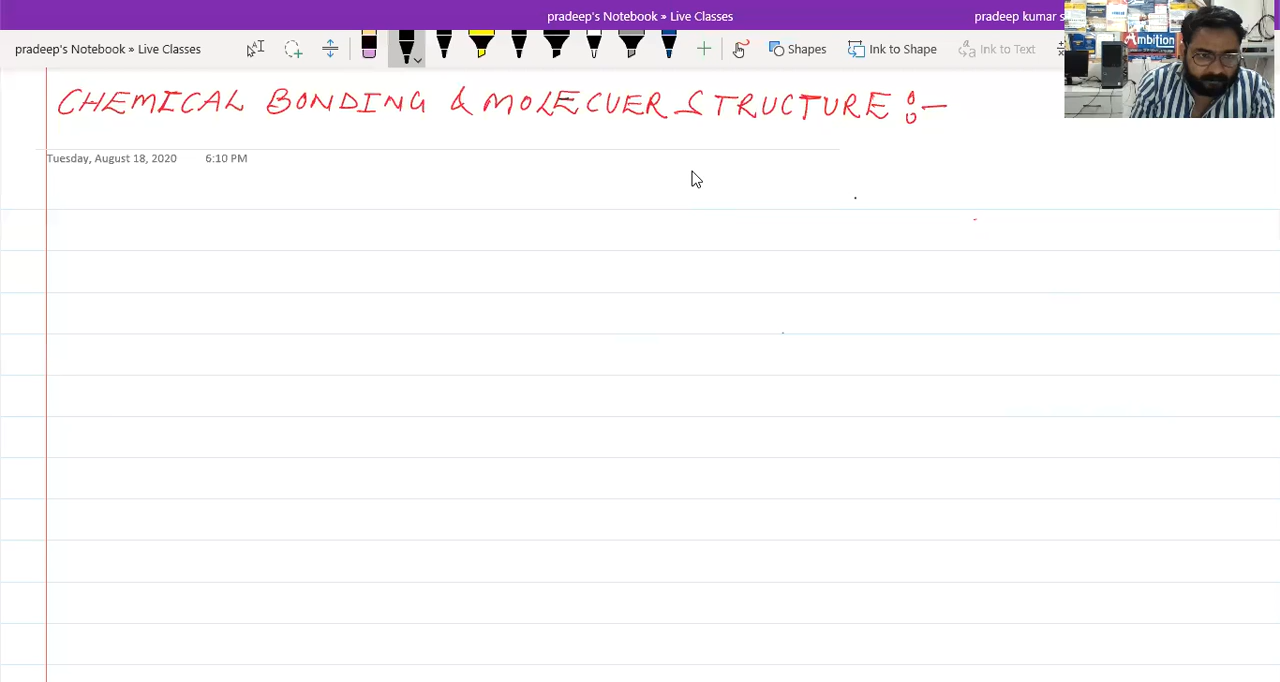 pradeep's Notebook » Live Classes
pradeep kumar s
pradeep's Notebook » Live Classes
Shapes
Ink to Shape
Ink to Text
Ambition
CHEMICAL BONDING & MOLECUER STRUCTURE :-
Tuesday, August 18, 2020 6:10 PM